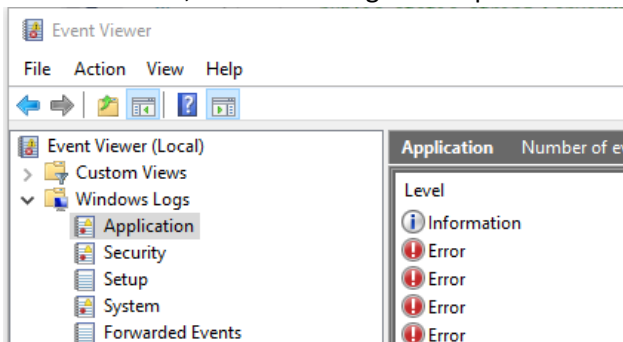 Event Viewer
File Action View Help
Event Viewer (Local)
Custom Views
Windows Logs
Application
Security
Setup
System
Forwarded Events
Application Number of
Level
Information
Error
Error
Error
Error